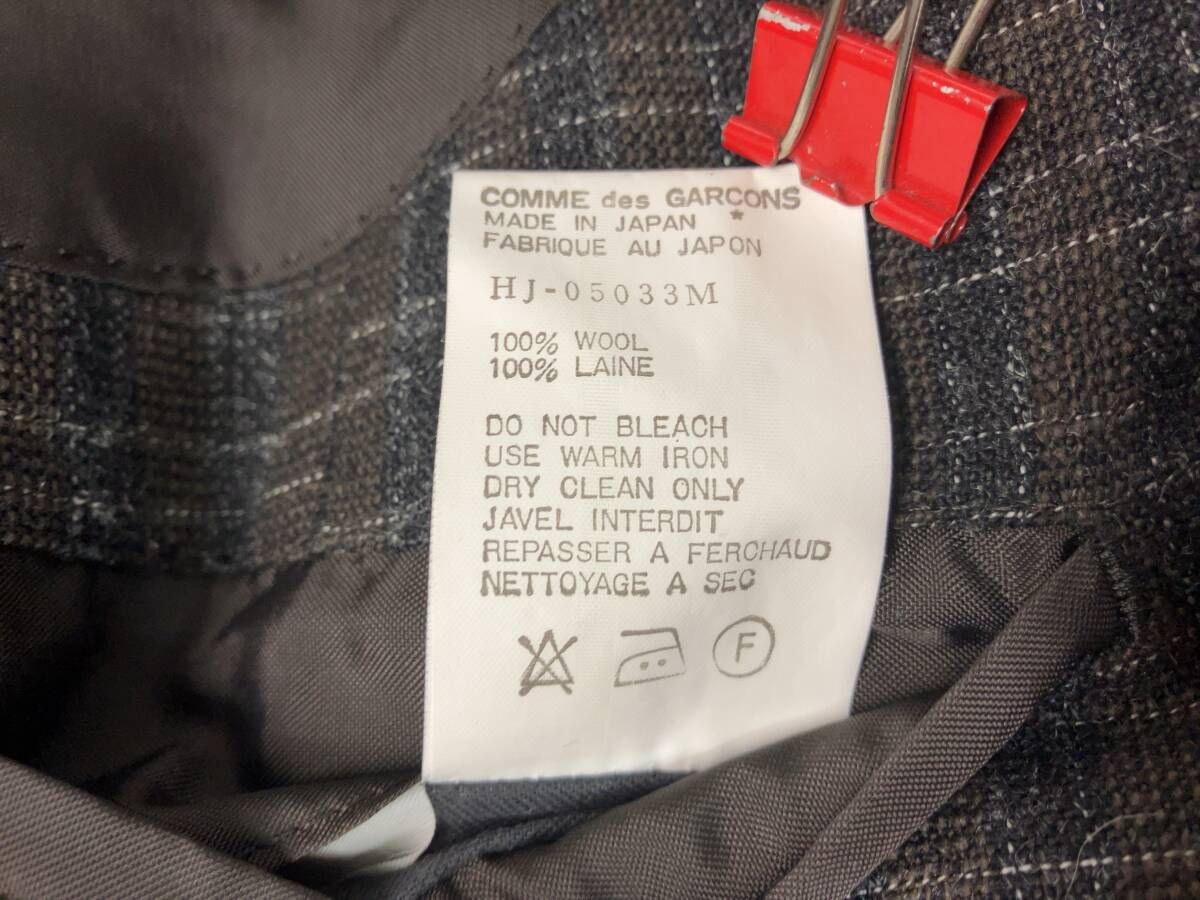 COMME des GARCONS
MADE IN JAPAN *
FABRIQUE AU JAPON
HJ-05033M
100% WOOL
100% LAINE
DO NOT BLEACH
USE WARM IRON
DRY CLEAN ONLY
JAVEL INTERDIT
REPASSER A FERCHAUD
NETTOYAGE A SEC
F